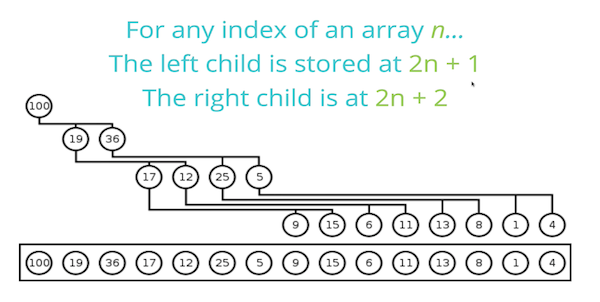 For any index of an array n...
The left child is stored at 2n + 1
The right child is at 2n + 2
100
19 36
17 12 25 5
9 15 6 11 13 8 1 4
100 19 36 17 12 25 5 9 15 6 11 13 8 1 4